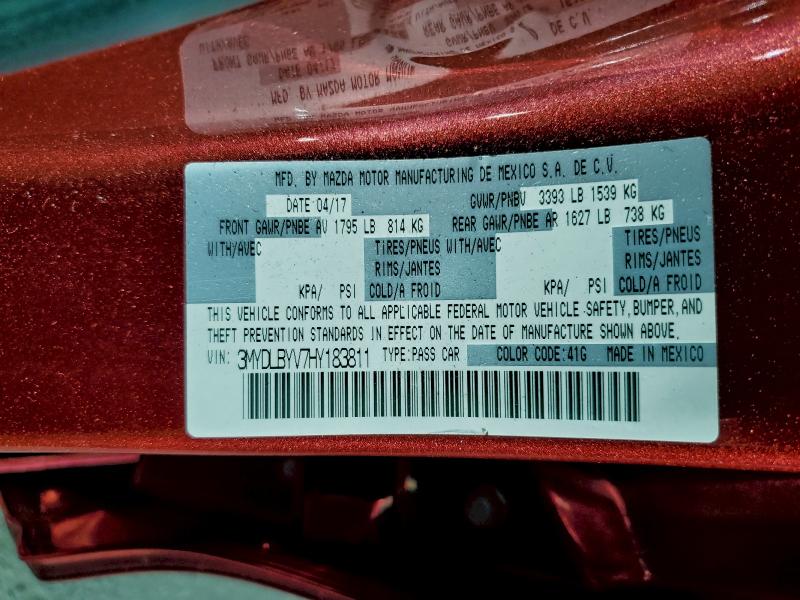 MFD. BY MAZDA MOTOR MANUFACTURING DE MEXICO S.A. DE C.V.
DATE 04/17 GVWR/PNBV 3393 LB 1539 KG
FRONT GAWR/PNBE AV 1795 LB 814 KG REAR GAWR/PNBE AR 1627 LB 738 KG
WITH/AVEC TIRES/PNEUS WITH/AVEC TIRES/PNEUS
RIMS/JANTES RIMS/JANTES
KPA/ PSI COLD/A FROID KPA/ PSI COLD/A FROID
THIS VEHICLE CONFORMS TO ALL APPLICABLE FEDERAL MOTOR VEHICLE SAFETY, BUMPER, AND
THEFT PREVENTION STANDARDS IN EFFECT ON THE DATE OF MANUFACTURE SHOWN ABOVE.
VIN: 3MYDLBYV7HY183811 TYPE:PASS CAR COLOR CODE:41G MADE IN MEXICO